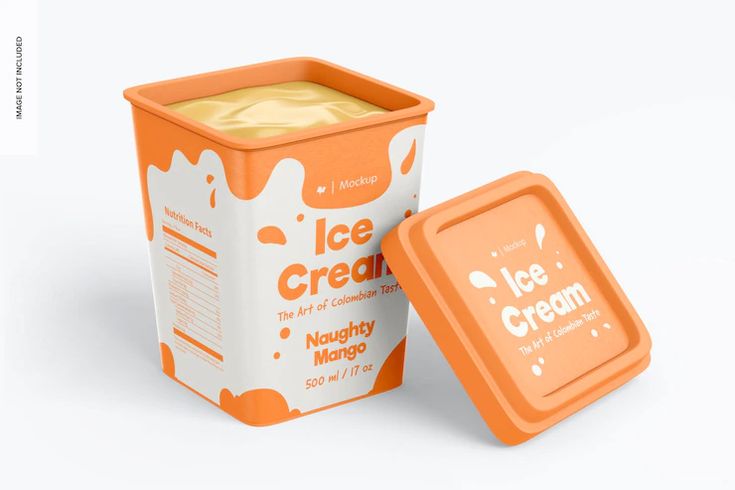 IMAGE NOT INCLUDED
Mockup
Ice
Cream
The Art of Colombian Taste
Naughty
Mango
500 ml / 17 oz
Nutrition Facts
Mockup
Ice
Cream
The Art of Colombian Taste